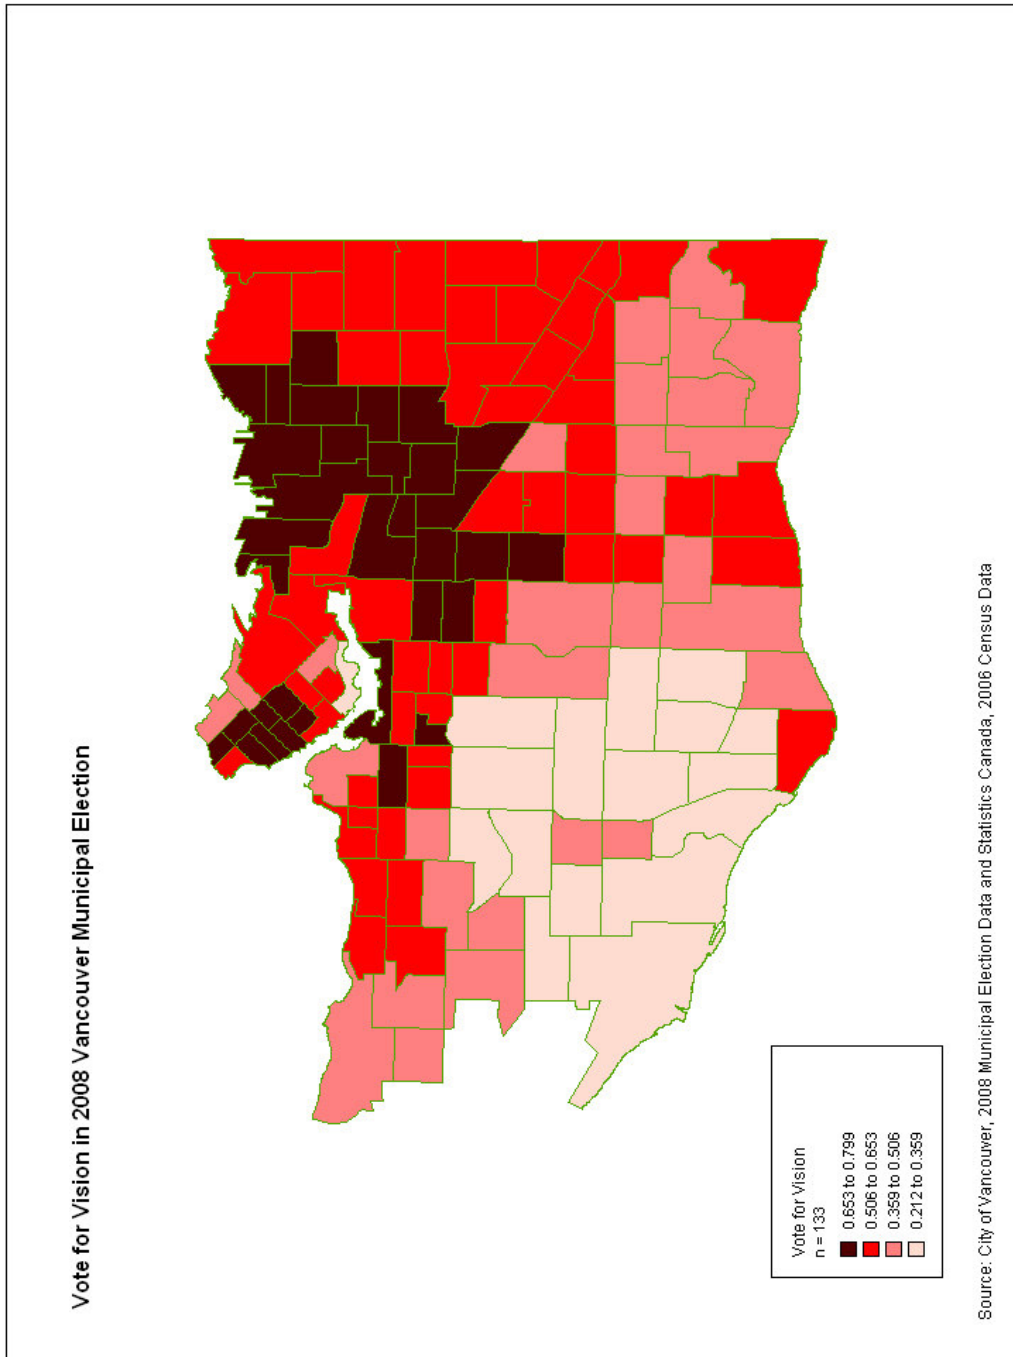 Vote for Vision in 2008 Vancouver Municipal Election
Vote for Vision
n = 133
0.653 to 0.799
0.506 to 0.653
0.359 to 0.506
0.212 to 0.359
Source: City of Vancouver, 2008 Municipal Election Data and Statistics Canada, 2006 Census Data